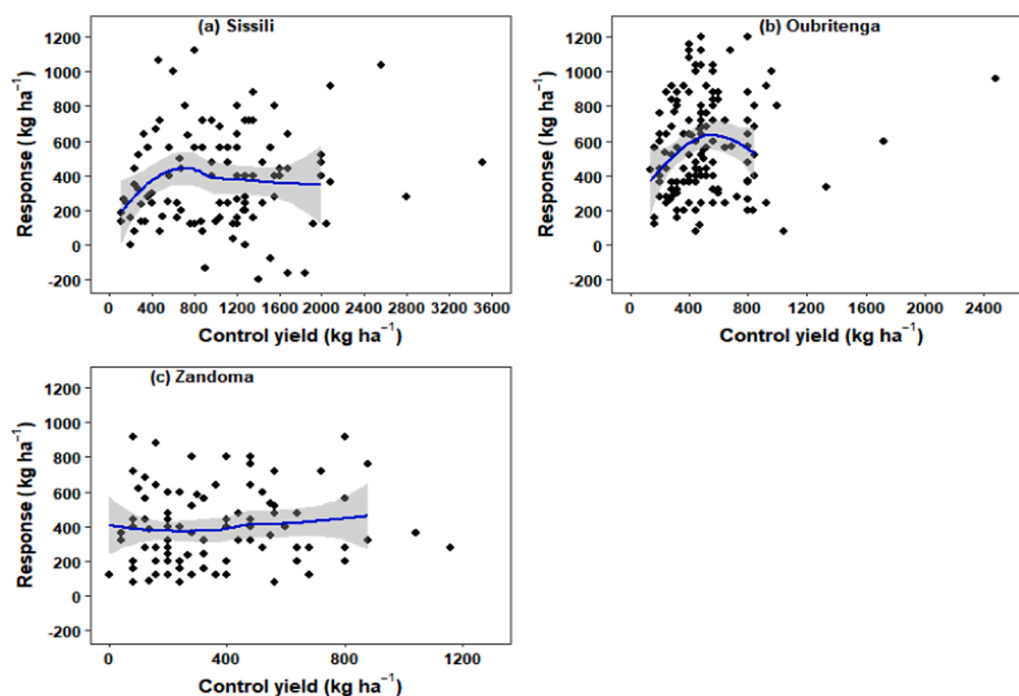 (a) Sissili
Response (kg ha⁻¹)
1200
1000
800
600
400
200
0
-200
0 400 800 1200 1600 2000 2400 2800 3200 3600
Control yield (kg ha⁻¹)
(b) Oubritenga
Response (kg ha⁻¹)
1200
1000
800
600
400
200
0
-200
0 400 800 1200 1600 2000 2400
Control yield (kg ha⁻¹)
(c) Zandoma
Response (kg ha⁻¹)
1200
1000
800
600
400
200
0
-200
0 400 800 1200
Control yield (kg ha⁻¹)